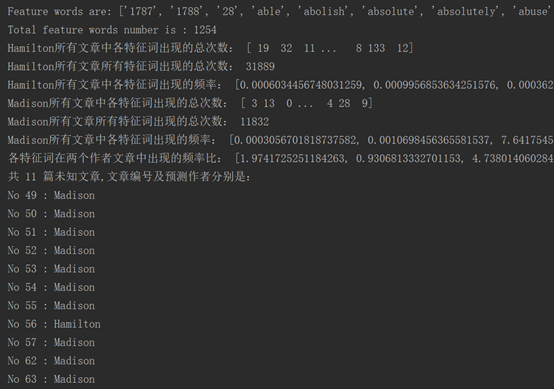 Feature words are: ['1787', '1788', '28', 'able', 'abolish', 'absolute', 'absolutely', 'abuse'
Total feature words number is : 1254
Hamilton所有文章中各特征词出现的总次数： [ 19  32  11 ...   8 133  12]
Hamilton所有文章所有特征词出现的总次数： 31889
Hamilton所有文章中各特征词出现的频率： [0.0006034456748031259, 0.0009956853634251576, 0.000362
Madison所有文章中各特征词出现的总次数： [ 3 13  0 ...  4 28  9]
Madison所有文章所有特征词出现的总次数： 11832
Madison所有文章中各特征词出现的频率： [0.0003056701818737582, 0.0010698456365581537, 7.6417545
各特征词在两个作者文章中出现的频率比： [1.9741725251184263, 0.9306813332701153, 4.738014060284
共 11 篇未知文章,文章编号及预测作者分别是：
No 49 : Madison
No 50 : Madison
No 51 : Madison
No 52 : Madison
No 53 : Madison
No 54 : Madison
No 55 : Madison
No 56 : Hamilton
No 57 : Madison
No 62 : Madison
No 63 : Madison